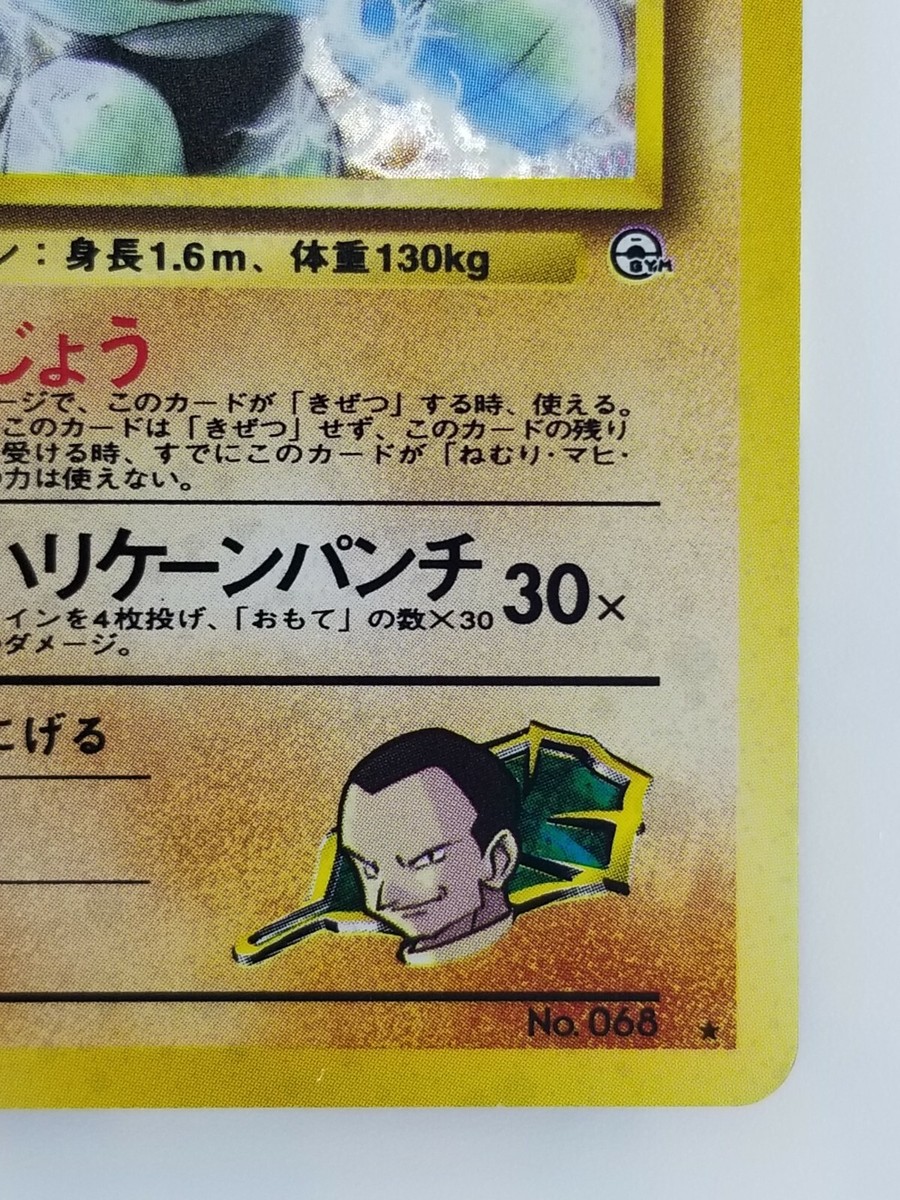 ン：身長1.6m、体重130kg
GYM
じょう
ージで、このカードが「きぜつ」する時、使える。
このカードは「きぜつ」せず、このカードの残り
受ける時、すでにこのカードが「ねむり・マヒ・
の力は使えない。
ハリケーンパンチ 30×
インを4枚投げ、「おもて」の数×30
のダメージ。
にげる
No. 068 ★